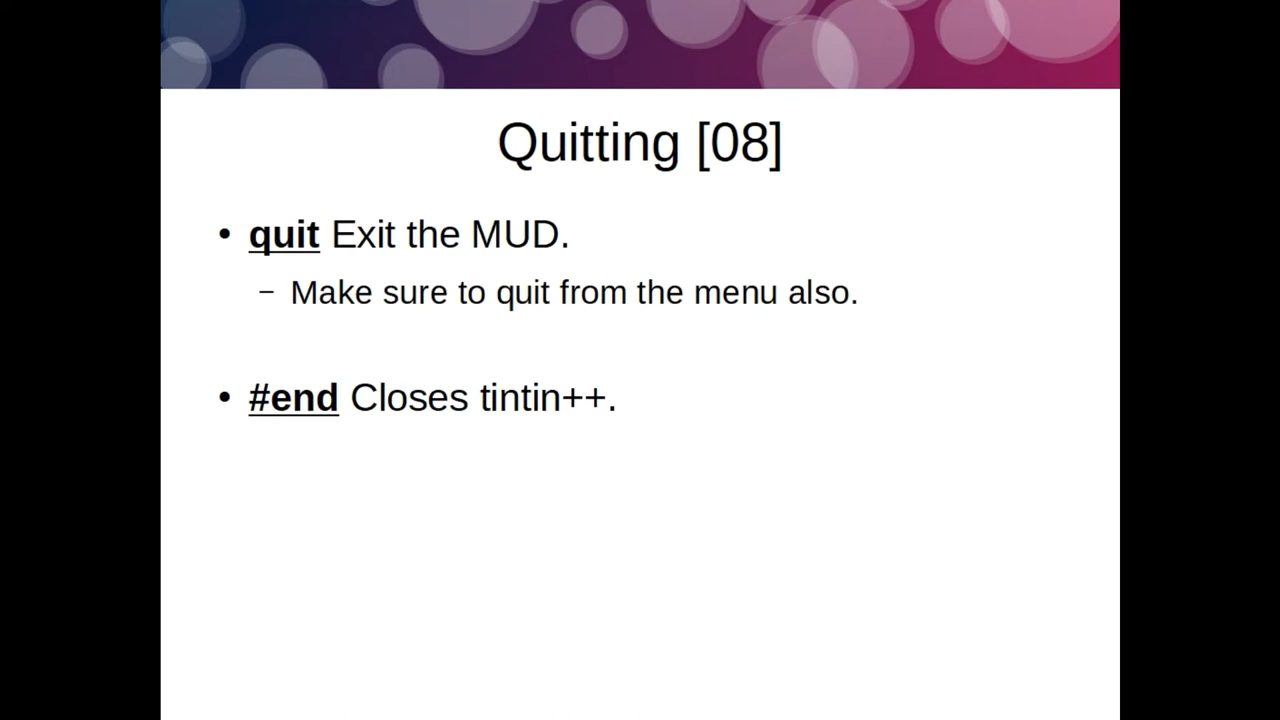 Quitting [08]
• quit Exit the MUD.
– Make sure to quit from the menu also.
• #end Closes tintin++.